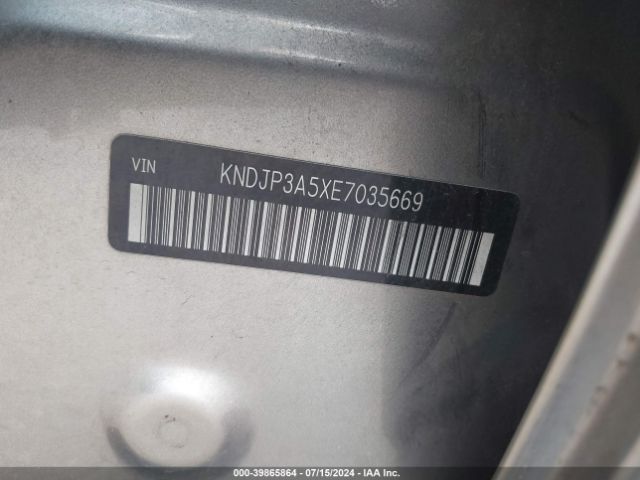 VIN
KNDJP3A5XE7035669
000-39865864 / 07/15/2024 - IAA Inc.